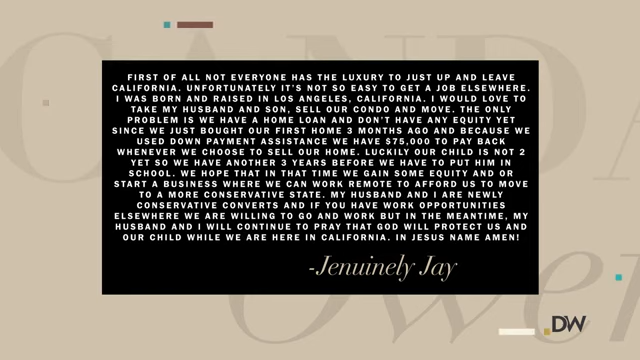 CANDA
FIRST OF ALL NOT EVERYONE HAS THE LUXURY TO JUST UP AND LEAVE
CALIFORNIA. UNFORTUNATELY IT'S NOT SO EASY TO GET A JOB ELSEWHERE.
I WAS BORN AND RAISED IN LOS ANGELES, CALIFORNIA. I WOULD LOVE TO
TAKE MY HUSBAND AND SON, SELL OUR CONDO AND MOVE. THE ONLY
PROBLEM IS WE HAVE A HOME LOAN AND DON'T HAVE ANY EQUITY YET
SINCE WE JUST BOUGHT OUR FIRST HOME 3 MONTHS AGO AND BECAUSE WE
USED DOWN PAYMENT ASSISTANCE WE HAVE $75,000 TO PAY BACK
WHENEVER WE CHOOSE TO SELL OUR HOME. LUCKILY OUR CHILD IS NOT 2
YET SO WE HAVE ANOTHER 3 YEARS BEFORE WE HAVE TO PUT HIM IN
SCHOOL. WE HOPE THAT IN THAT TIME WE GAIN SOME EQUITY AND OR
START A BUSINESS WHERE WE CAN WORK REMOTE TO AFFORD US TO MOVE
TO A MORE CONSERVATIVE STATE. MY HUSBAND AND I ARE NEWLY
CONSERVATIVE CONVERTS AND IF YOU HAVE WORK OPPORTUNITIES
ELSEWHERE WE ARE WILLING TO GO AND WORK BUT IN THE MEANTIME, MY
HUSBAND AND I WILL CONTINUE TO PRAY THAT GOD WILL PROTECT US AND
OUR CHILD WHILE WE ARE HERE IN CALIFORNIA. IN JESUS NAME AMEN!
-Jenuinely Jay
Ower
DW